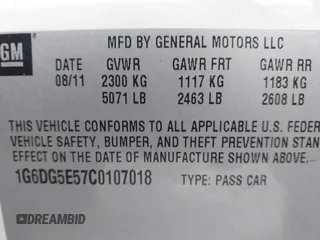 GM
MFD BY GENERAL MOTORS LLC
DATE GVWR GAWR FRT GAWR RR
08/11 2300 KG 1117 KG 1183 KG
5071 LB 2463 LB 2608 LB
THIS VEHICLE CONFORMS TO ALL APPLICABLE U.S. FEDER
VEHICLE SAFETY, BUMPER, AND THEFT PREVENTION STAN
EFFECT ON THE DATE OF MANUFACTURE SHOWN ABOVE.
1G6DG5E57C0107018 TYPE: PASS CAR
AUTODREAMBID